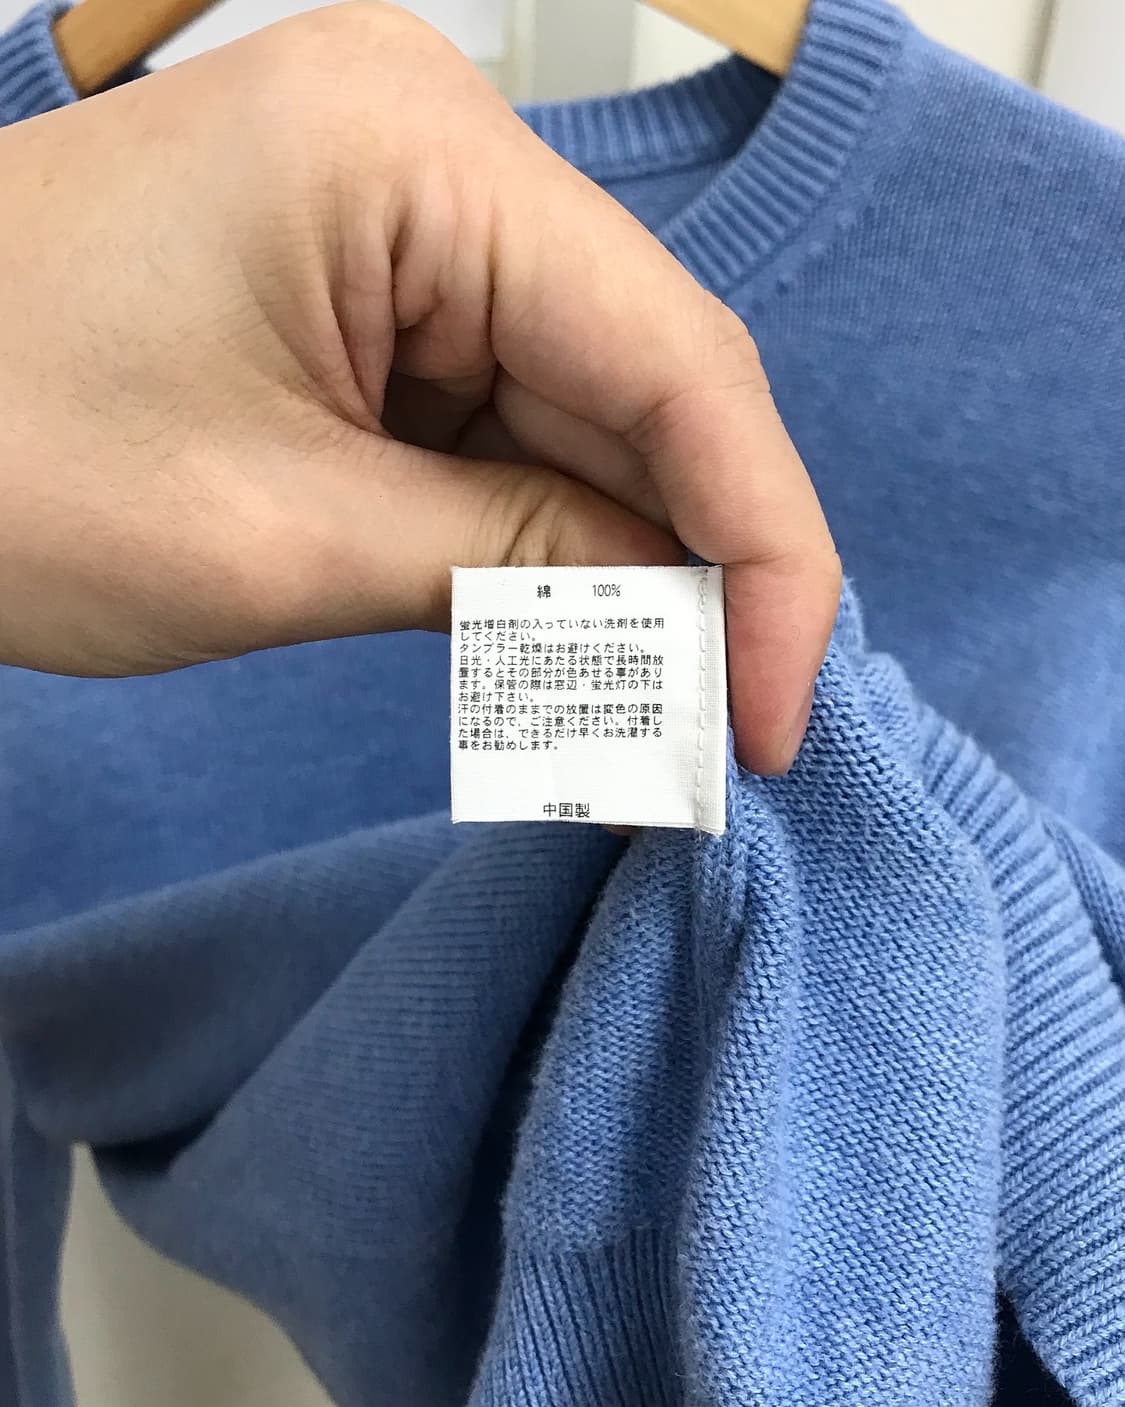 綿 100%
蛍光増白剤の入っていない洗剤を使用
してください。
タンブラー乾燥はお避けください。
日光・人工光にあたる状態で長時間放
置するとその部分が色あせる事があり
ます。保管の際は窓辺・蛍光灯の下は
お避け下さい。
汗の付着のままでの放置は変色の原因
になるので、ご注意ください。付着し
た場合は、できるだけ早くお洗濯する
事をお勧めします。
中国製